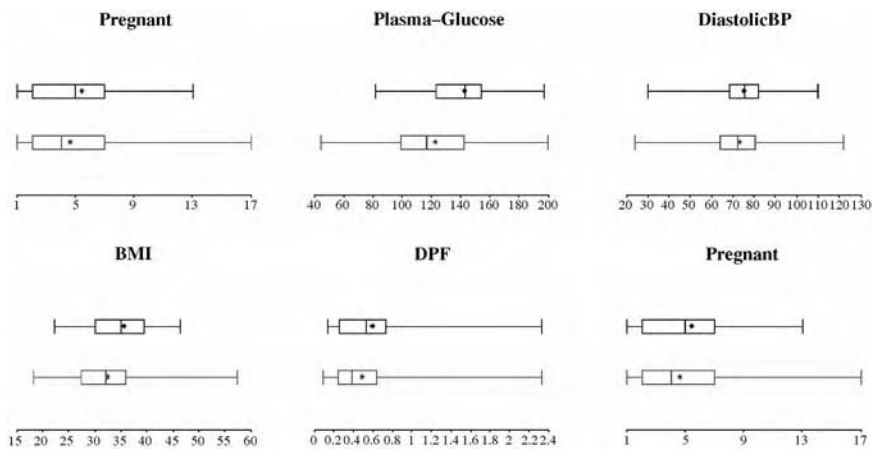 Pregnant Plasma–Glucose DiastolicBP
1 5 9 13 17 40 60 80 100 120 140 160 180 200 20 30 40 50 60 70 80 90 100 110 120 130
BMI DPF Pregnant
15 20 25 30 35 40 45 50 55 60 0 0.2 0.4 0.6 0.8 1 1.2 1.4 1.6 1.8 2 2.2 2.4 1 5 9 13 17